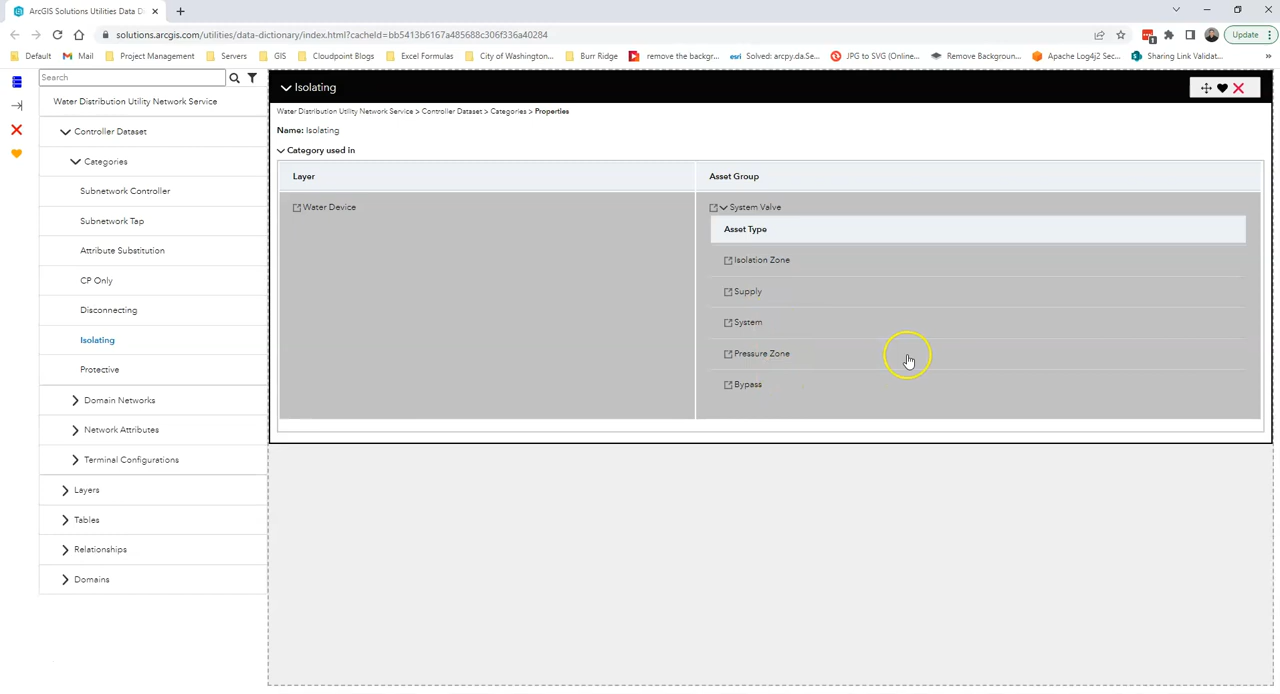 ArcGIS Solutions Utilities Data Di
solutions.arcgis.com/utilities/data-dictionary/index.html?cacheId=bb5413b6167a485688c306f336a40284
Update
Default Mail Project Management Servers GIS Cloudpoint Blogs Excel Formulas City of Washington... Burr Ridge remove the backgr... esri Solved: arcpy.da.Se... JPG to SVG (Online... Remove Backgroun... Apache Log4j2 Sec... Sharing Link Validat... »
Search
Water Distribution Utility Network Service
Controller Dataset
Categories
Subnetwork Controller
Subnetwork Tap
Attribute Substitution
CP Only
Disconnecting
Isolating
Protective
Domain Networks
Network Attributes
Terminal Configurations
Layers
Tables
Relationships
Domains
Isolating
Water Distribution Utility Network Service > Controller Dataset > Categories > Properties
Name: Isolating
Category used in
Layer Asset Group
Water Device System Valve
Asset Type
Isolation Zone
Supply
System
Pressure Zone
Bypass